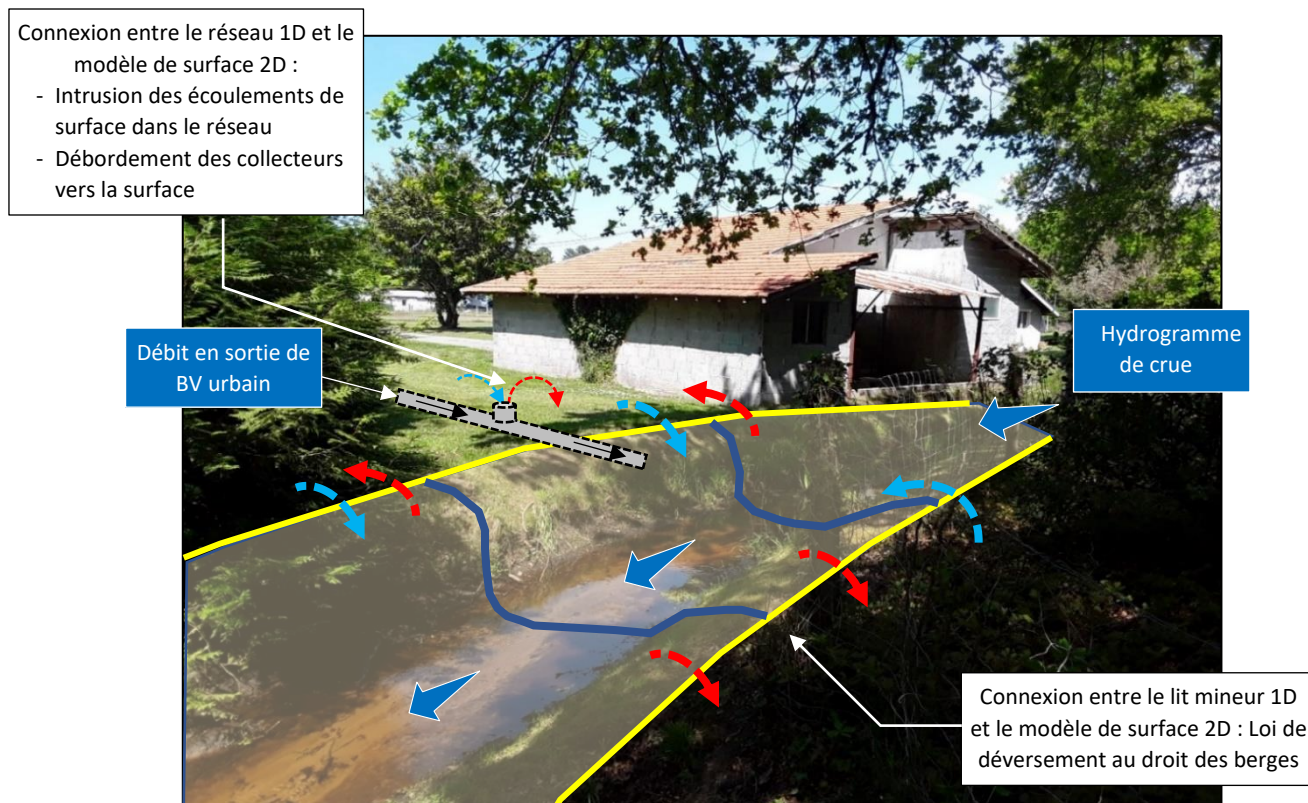 Connexion entre le réseau 1D et le
modèle de surface 2D :
- Intrusion des écoulements de
surface dans le réseau
- Débordement des collecteurs
vers la surface
Débit en sortie de
BV urbain
Hydrogramme
de crue
Connexion entre le lit mineur 1D
et le modèle de surface 2D : Loi de
déversement au droit des berges